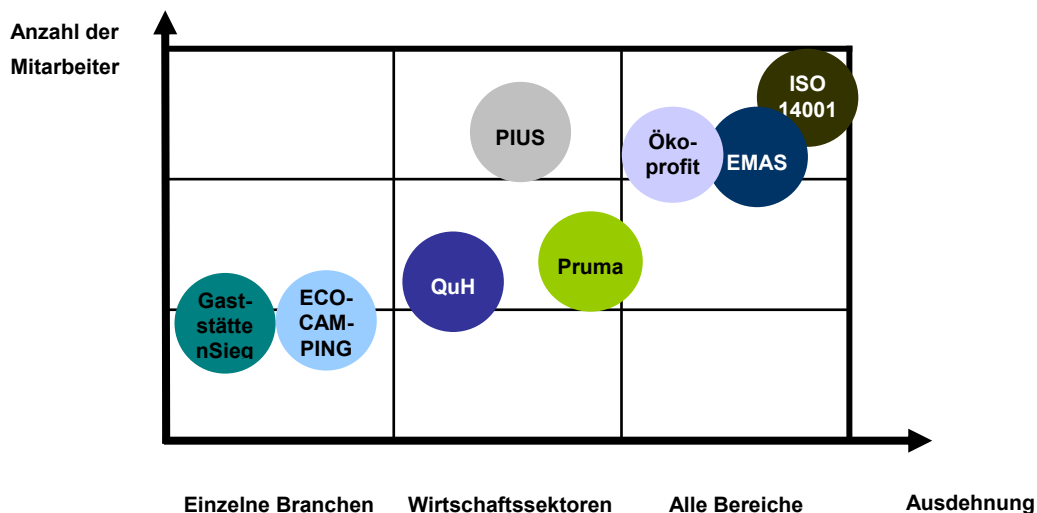 Anzahl der
Mitarbeiter
ISO
14001
PIUS
Öko-
profit
EMAS
QuH
Pruma
Gast-
stätte
nSieg
ECO-
CAM-
PING
Einzelne Branchen
Wirtschaftssektoren
Alle Bereiche
Ausdehnung